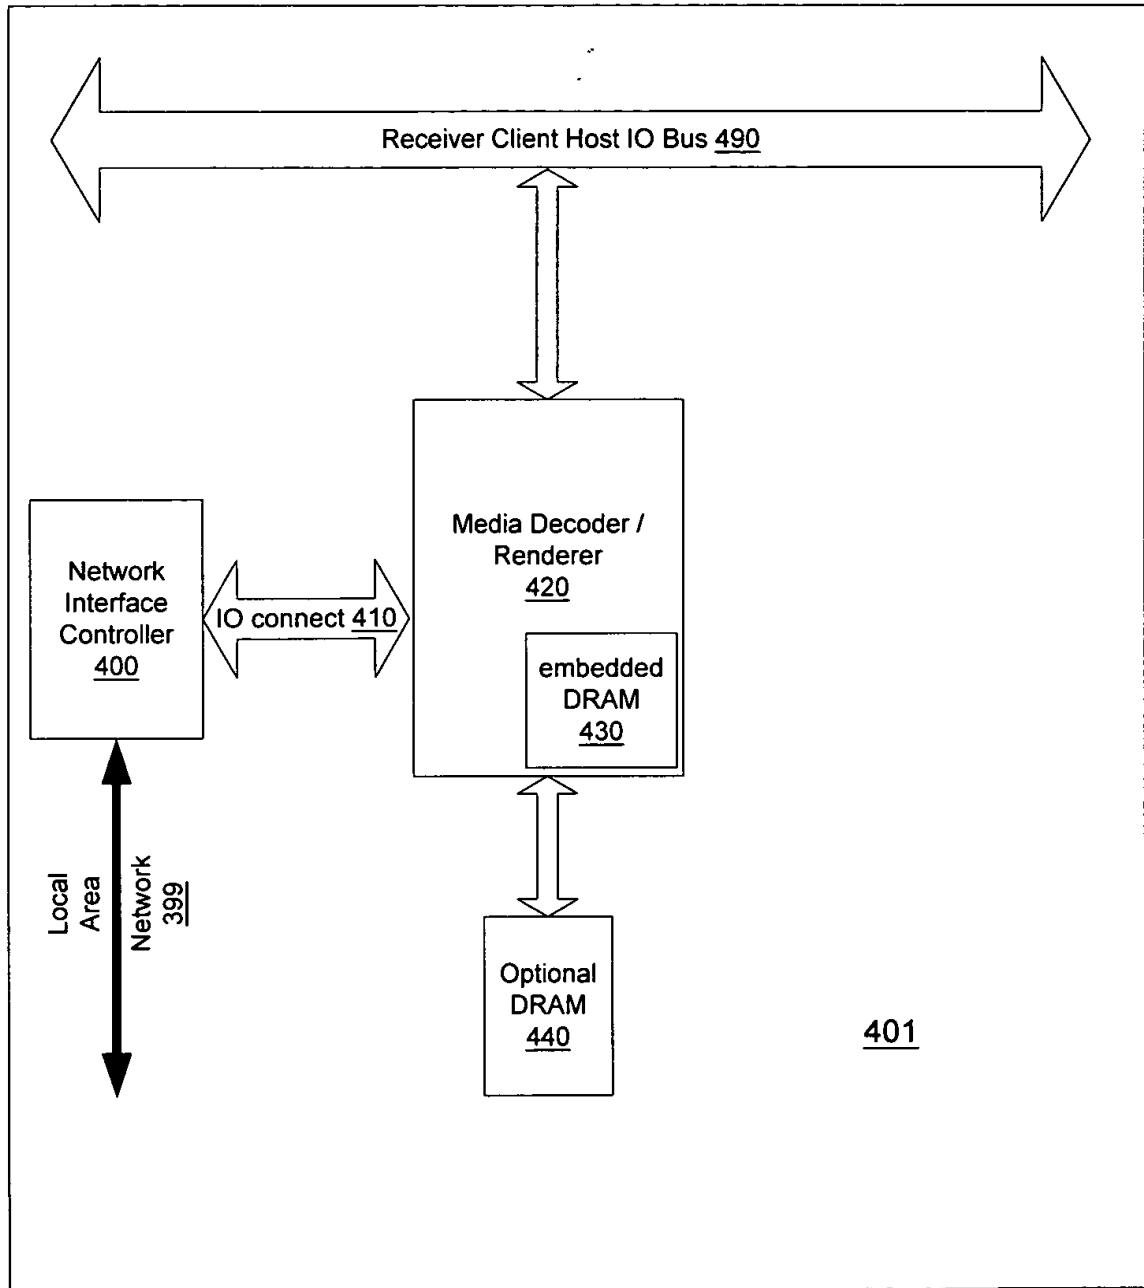 Receiver Client Host IO Bus 490
Media Decoder /
Renderer
420
Network
Interface
Controller
400
IO connect 410
embedded
DRAM
430
Local
Area
Network
399
Optional
DRAM
440
401